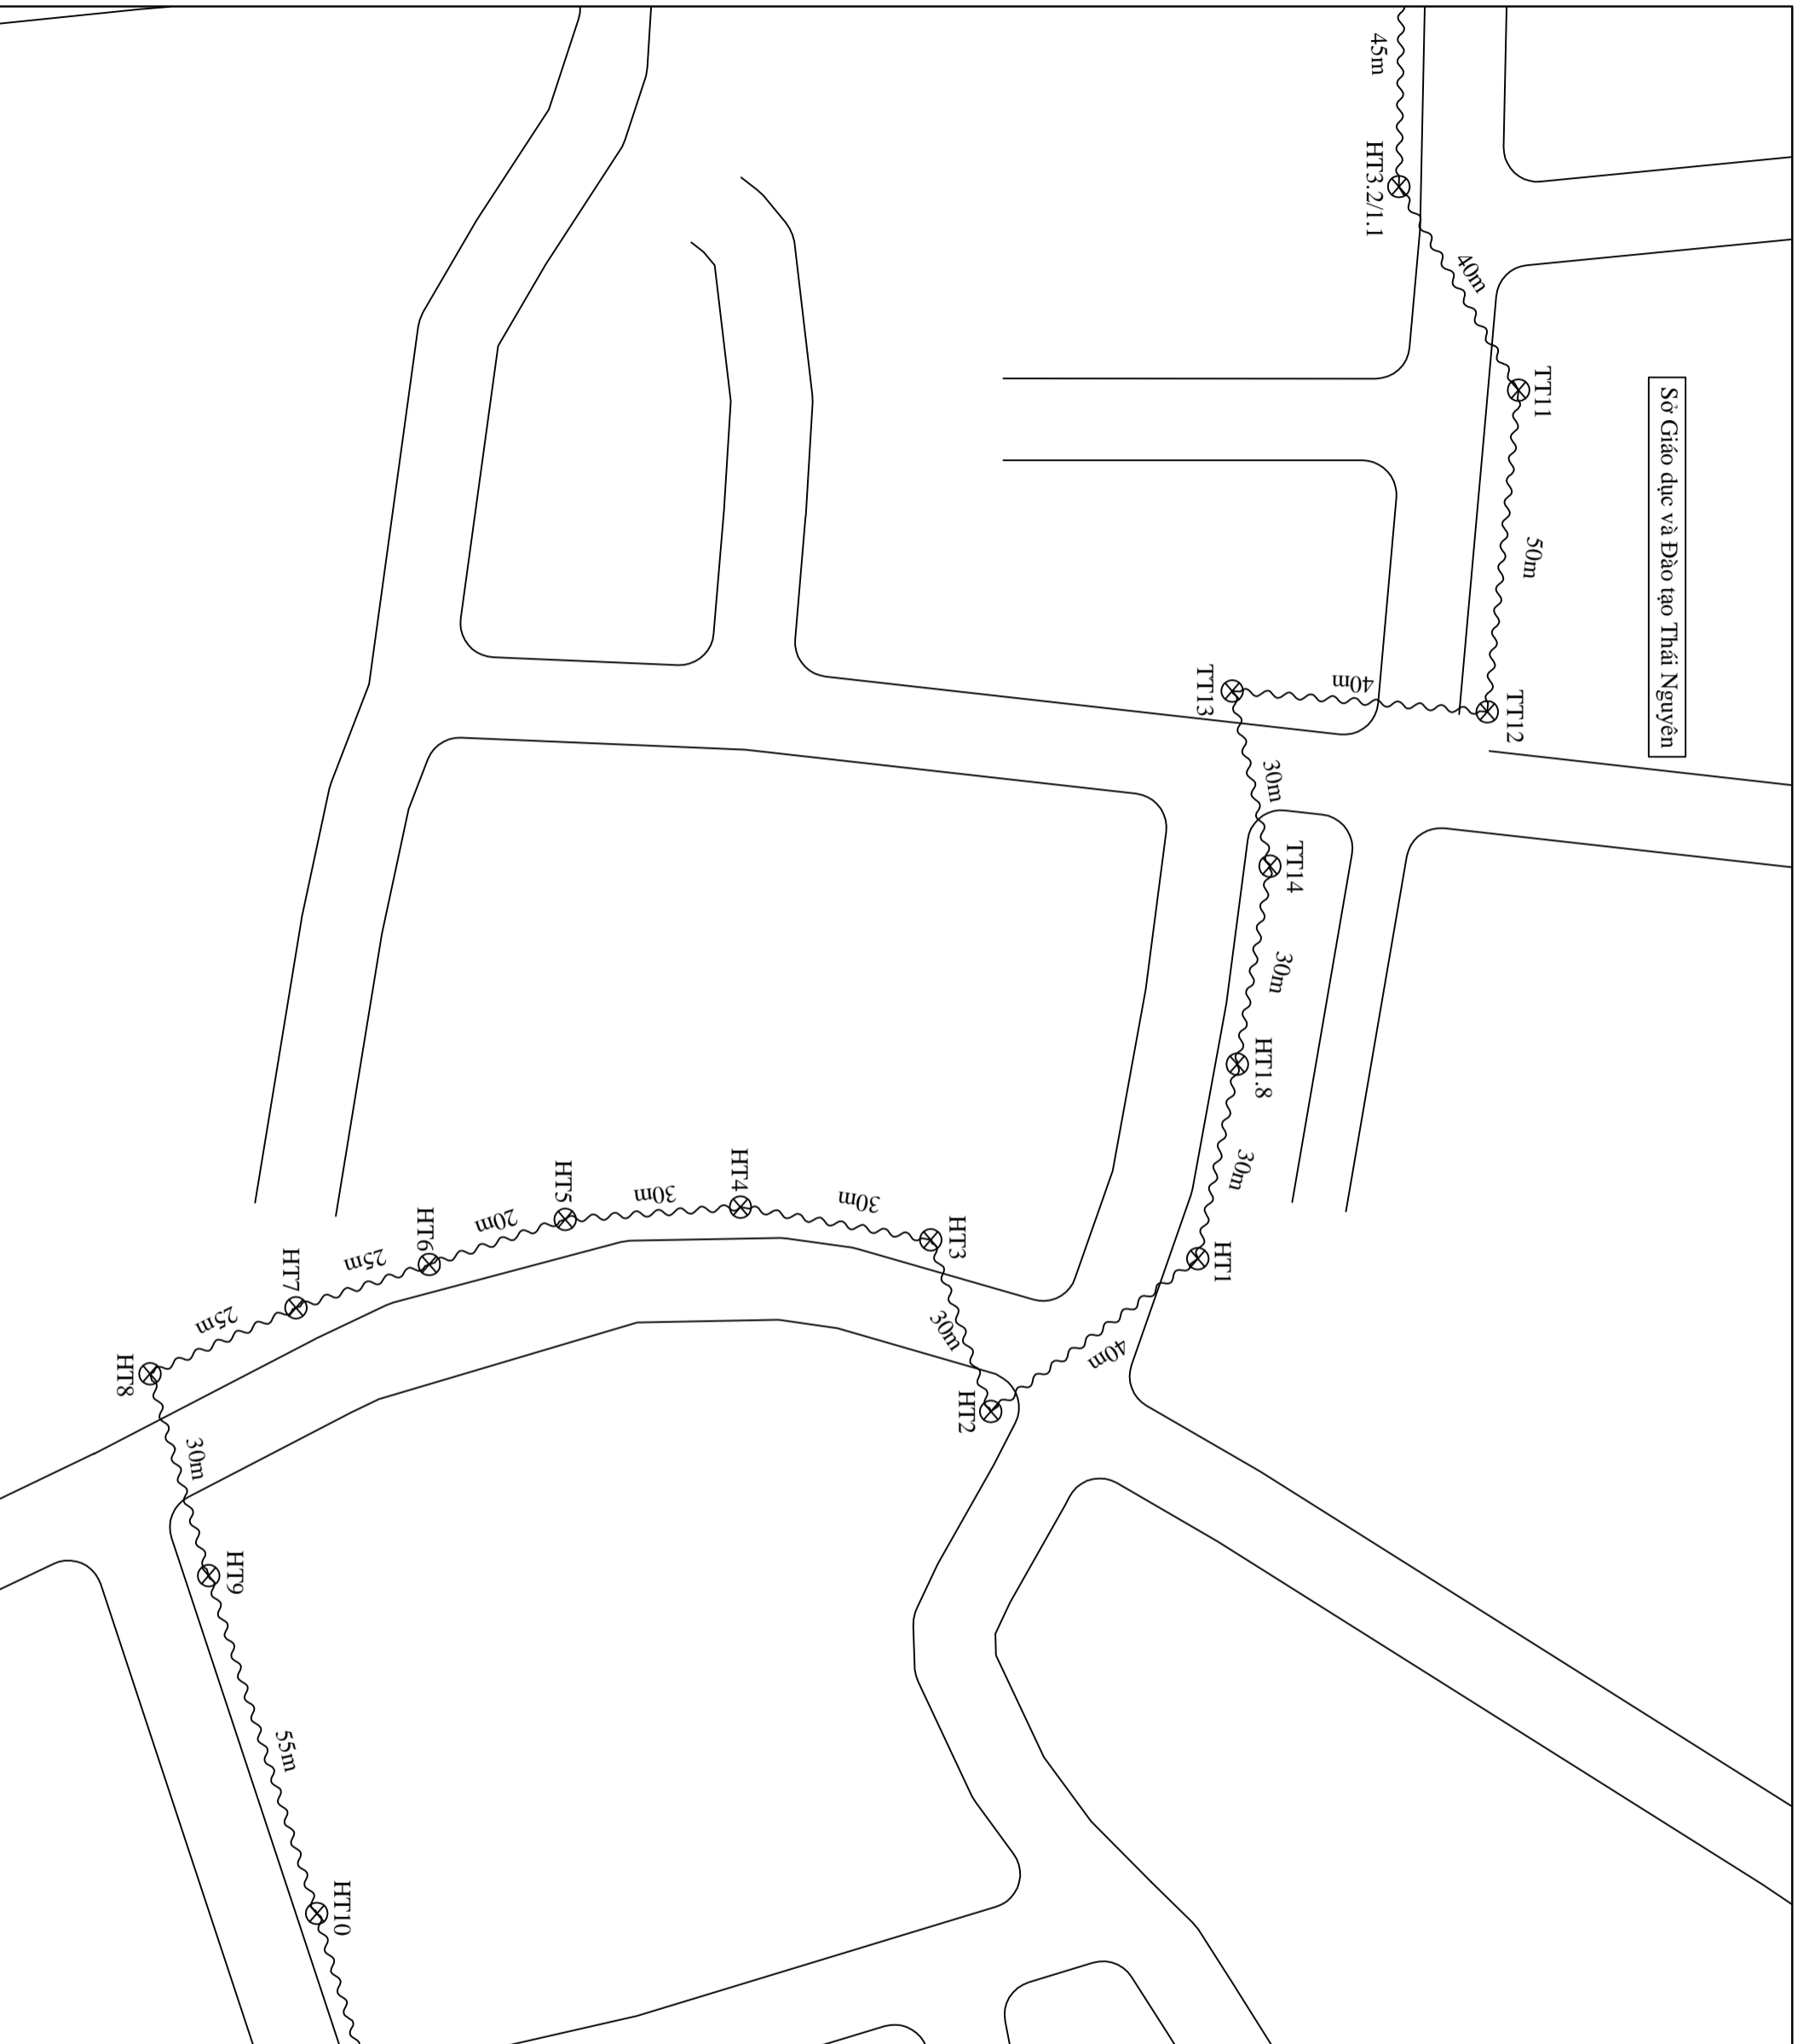 45m
HT3.2/1.1
40m
TT11
50m
Sở Giáo dục và Đào tạo Thái Nguyên
TT12
40m
TT13
30m
TT14
30m
HT1.8
30m
HT1
40m
HT2
30m
HT3
30m
HT4
30m
HT5
20m
HT6
25m
HT7
25m
HT8
30m
HT9
55m
HT10